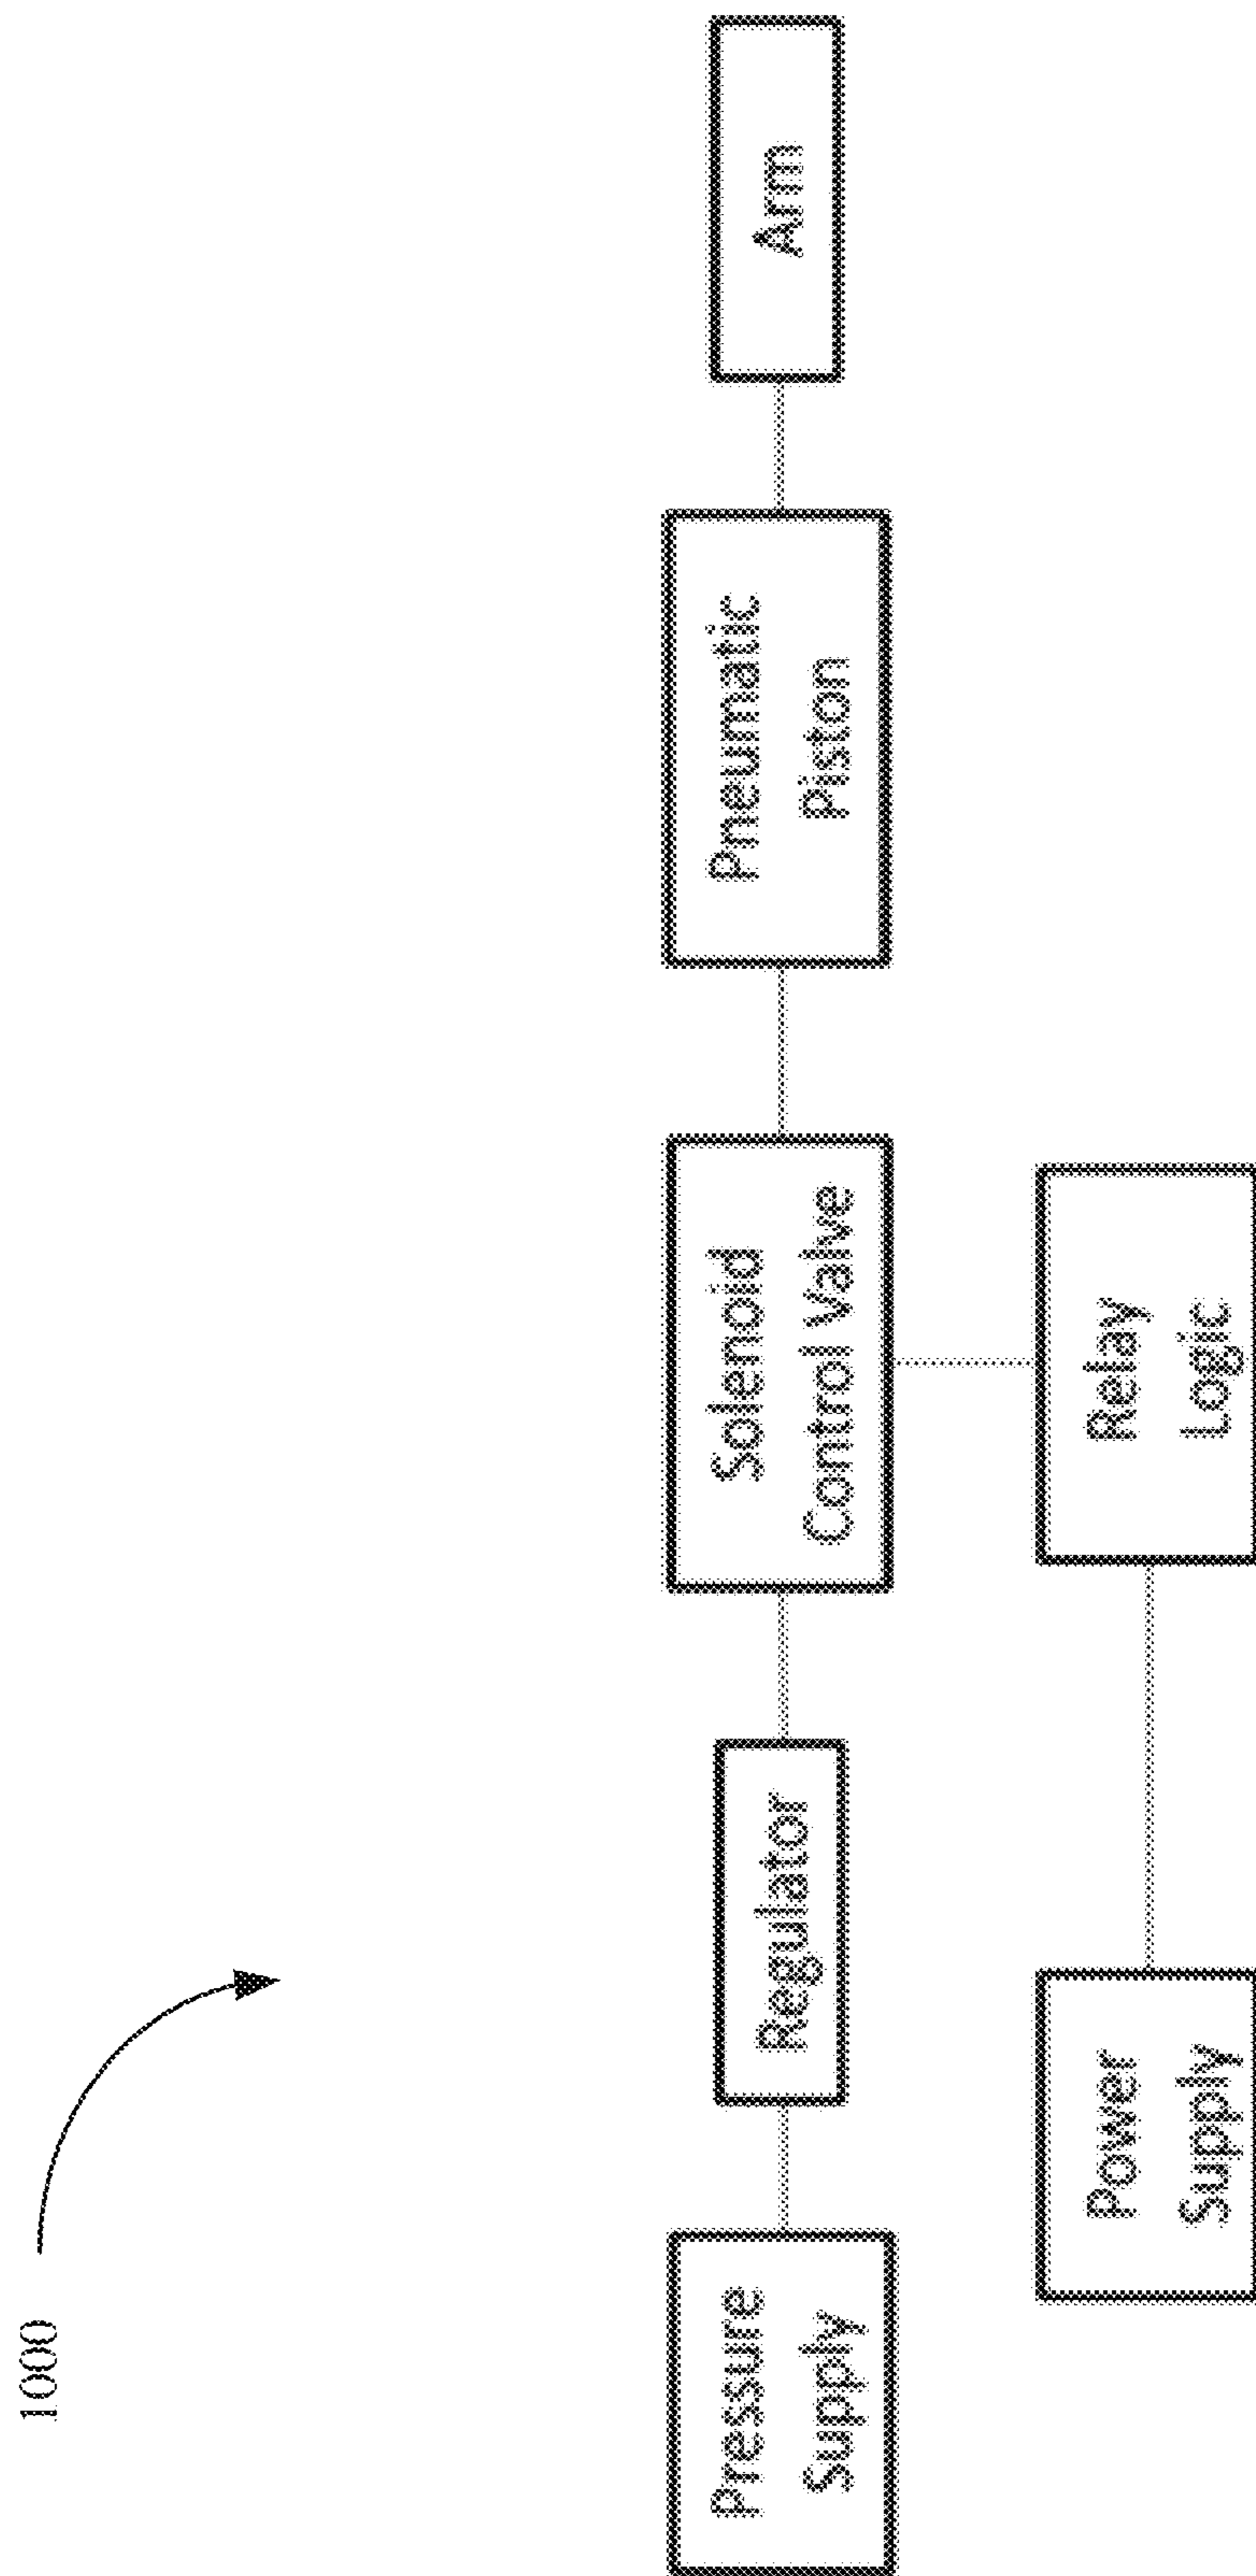 1000
Pressure
Supply
Regulator
Solenoid
Control Valve
Pneumatic
Piston
Arm
Power
Supply
Relay
Logic